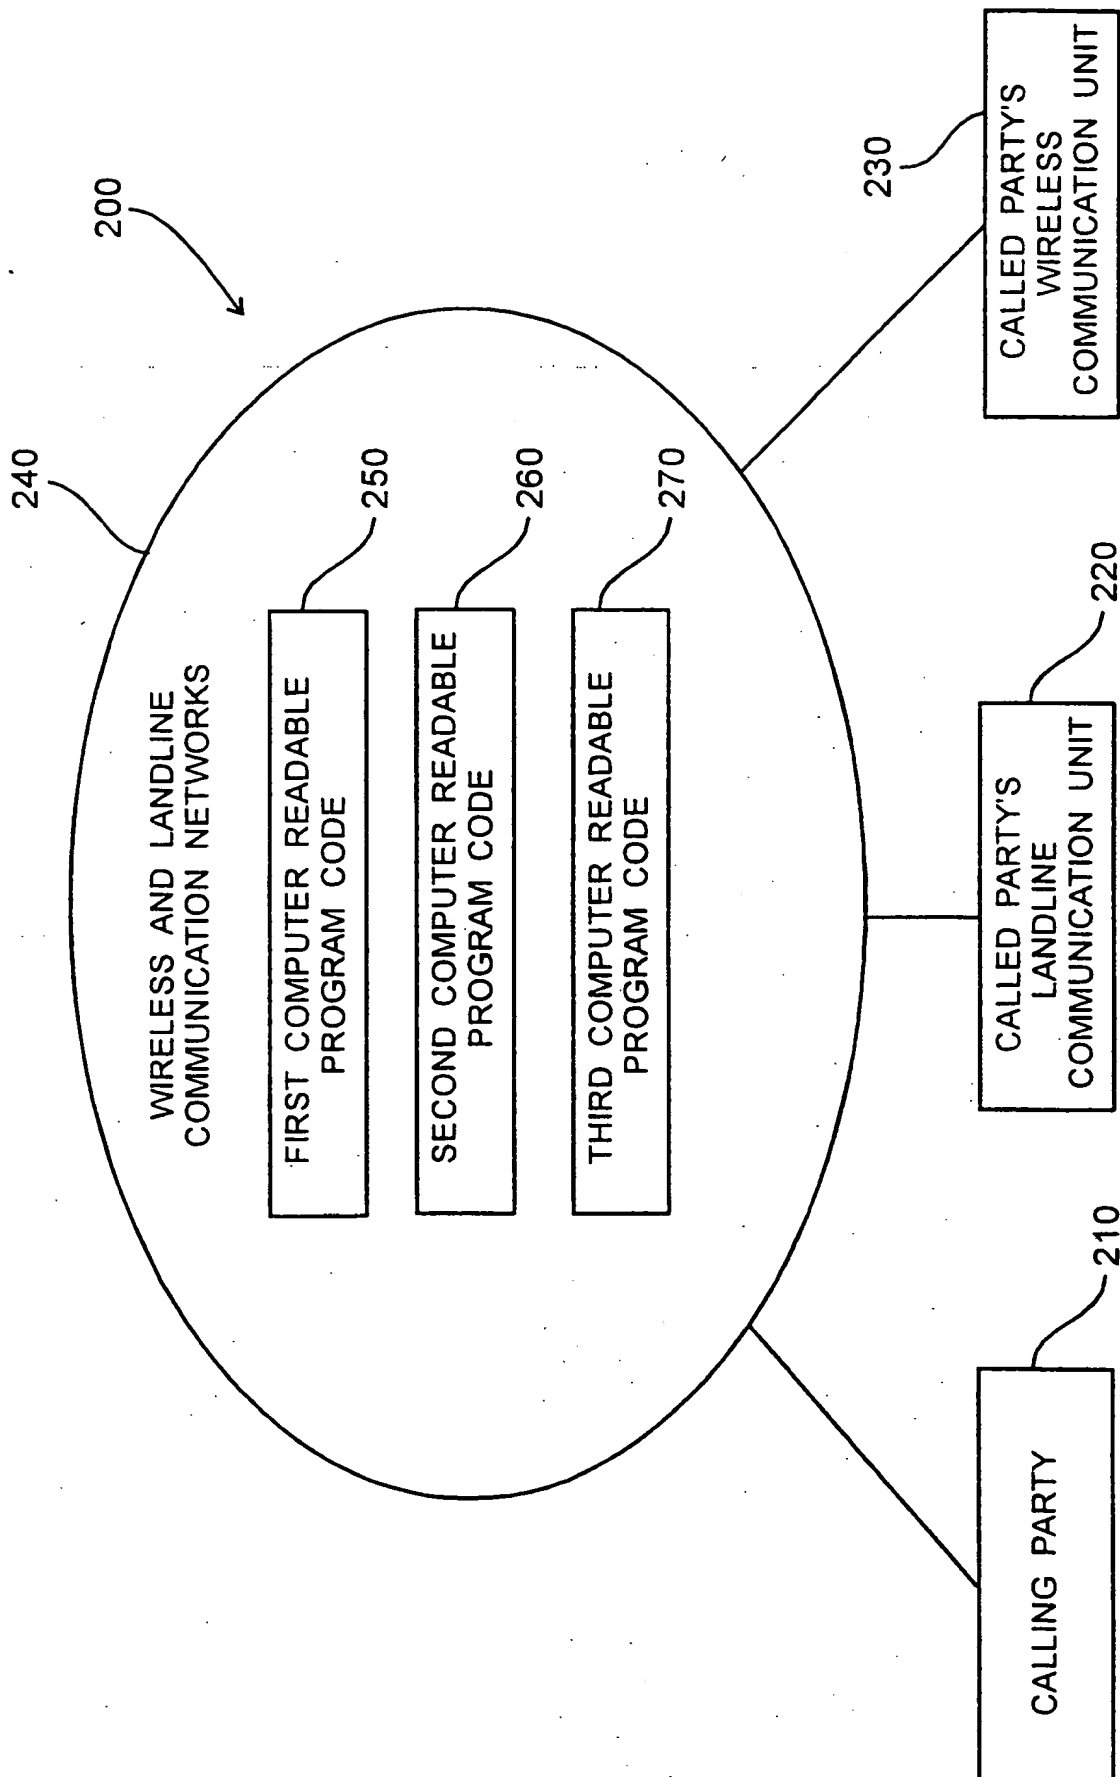 200
240
WIRELESS AND LANDLINE
COMMUNICATION NETWORKS
FIRST COMPUTER READABLE
PROGRAM CODE
250
SECOND COMPUTER READABLE
PROGRAM CODE
260
THIRD COMPUTER READABLE
PROGRAM CODE
270
CALLING PARTY
210
CALLED PARTY'S
LANDLINE
COMMUNICATION UNIT
220
CALLED PARTY'S
WIRELESS
COMMUNICATION UNIT
230